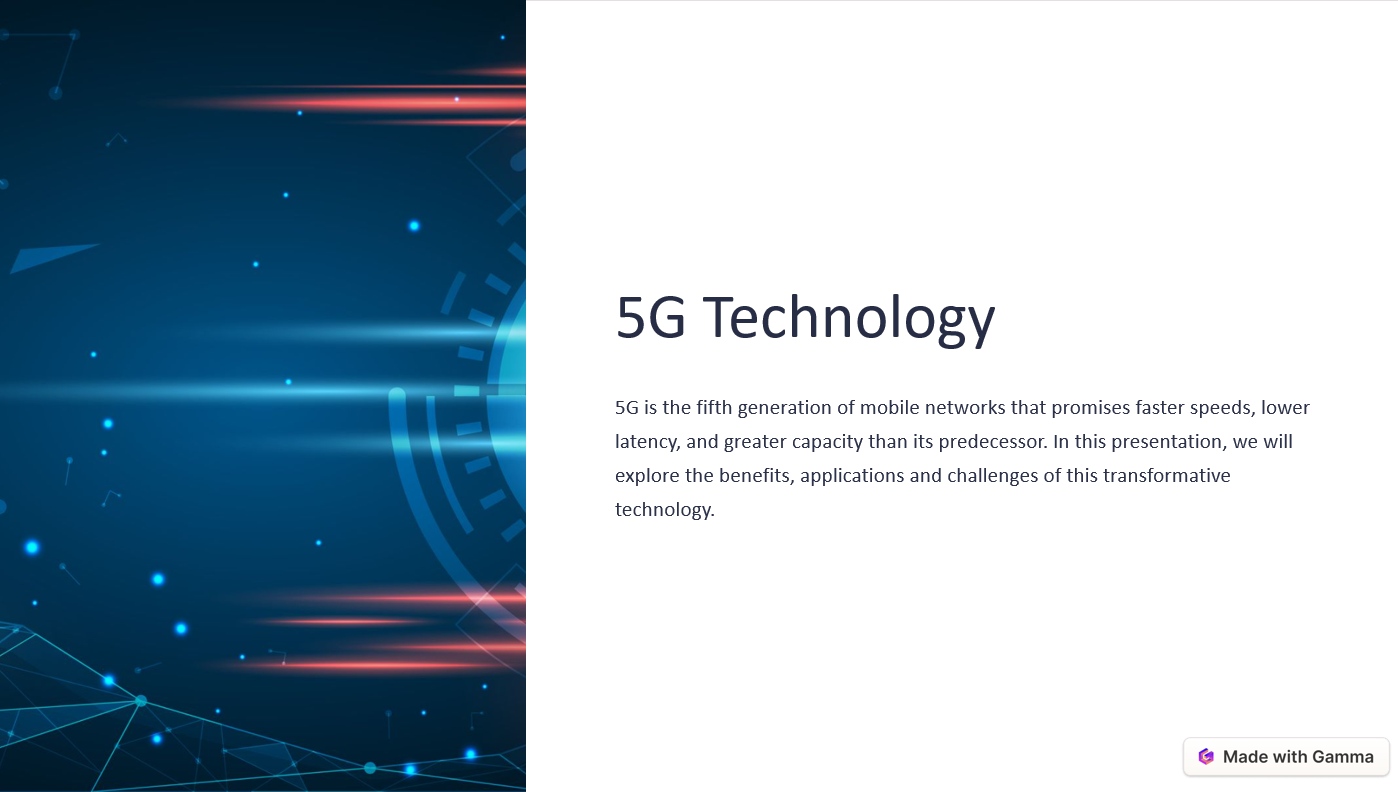 5G Technology
5G is the fifth generation of mobile networks that promises faster speeds, lower
latency, and greater capacity than its predecessor. In this presentation, we will
explore the benefits, applications and challenges of this transformative
technology.
Made with Gamma